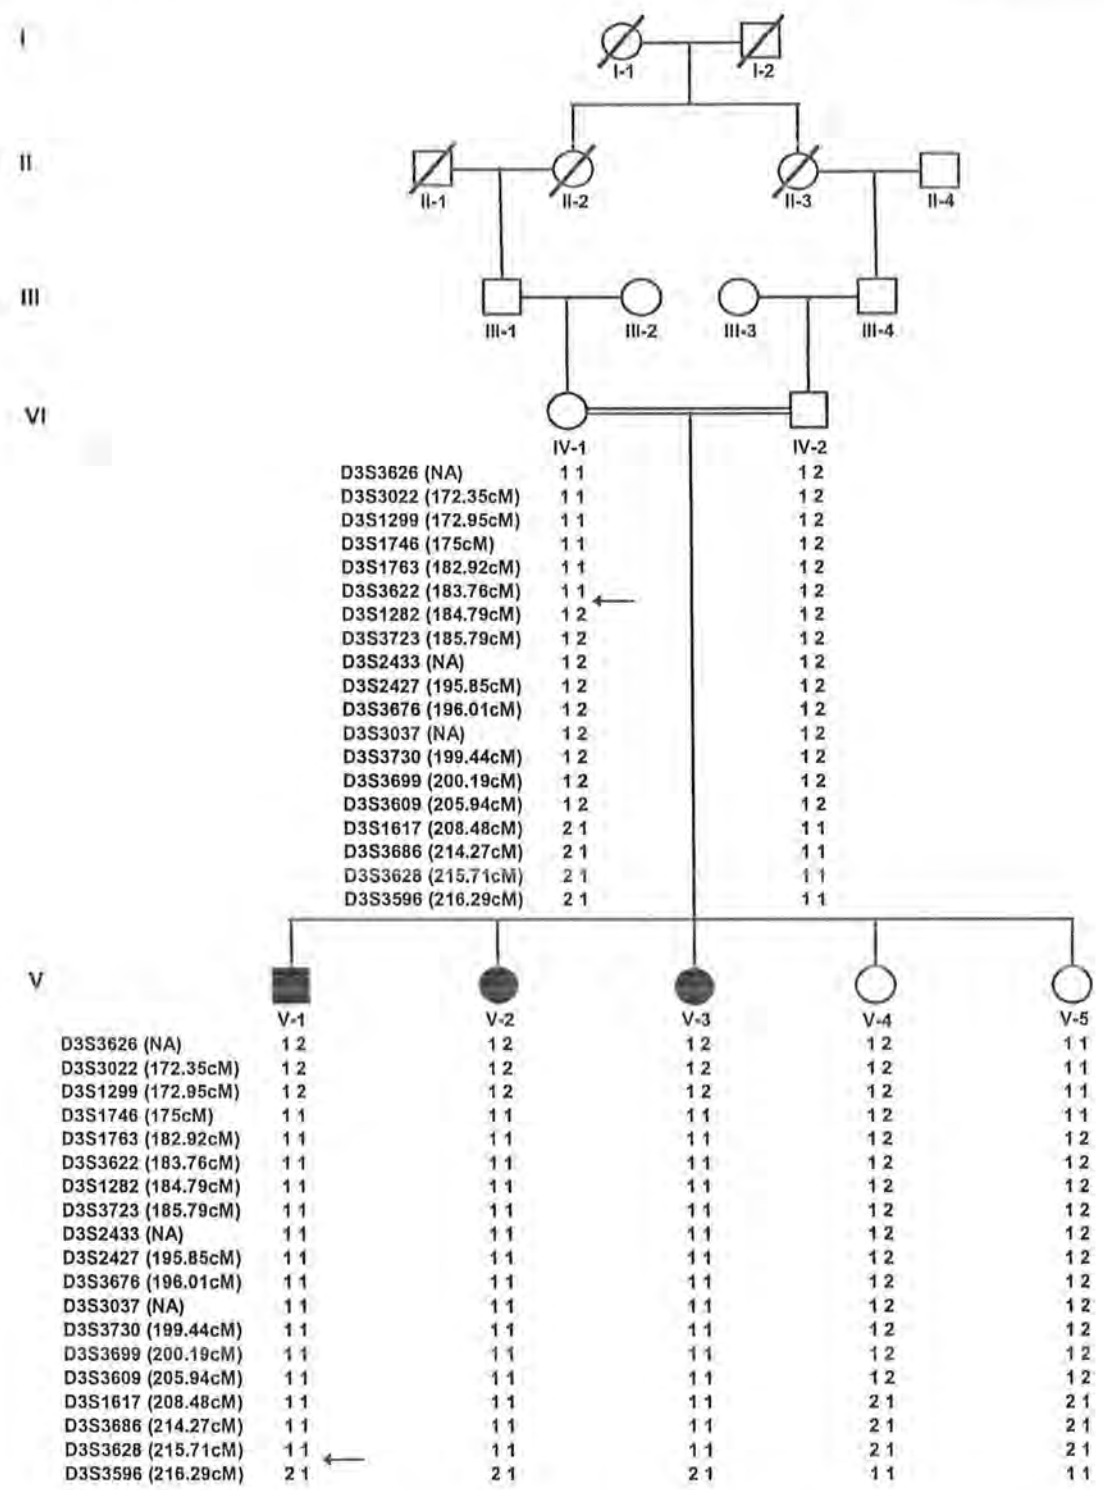 I
I-1 I-2
II
II-1 II-2 II-3 II-4
III
III-1 III-2 III-3 III-4
VI
IV-1 IV-2
D3S3626 (NA) 1 1 1 2
D3S3022 (172.35cM) 1 1 1 2
D3S1299 (172.95cM) 1 1 1 2
D3S1746 (175cM) 1 1 1 2
D3S1763 (182.92cM) 1 1 1 2
D3S3622 (183.76cM) 1 1 1 2
D3S1282 (184.79cM) 1 2 1 2
D3S3723 (185.79cM) 1 2 1 2
D3S2433 (NA) 1 2 1 2
D3S2427 (195.85cM) 1 2 1 2
D3S3676 (196.01cM) 1 2 1 2
D3S3037 (NA) 1 2 1 2
D3S3730 (199.44cM) 1 2 1 2
D3S3699 (200.19cM) 1 2 1 2
D3S3609 (205.94cM) 1 2 1 2
D3S1617 (208.48cM) 2 1 1 1
D3S3686 (214.27cM) 2 1 1 1
D3S3628 (215.71cM) 2 1 1 1
D3S3596 (216.29cM) 2 1 1 1
V
V-1 V-2 V-3 V-4 V-5
D3S3626 (NA) 1 2 1 2 1 2 1 2 1 1
D3S3022 (172.35cM) 1 2 1 2 1 2 1 2 1 1
D3S1299 (172.95cM) 1 2 1 2 1 2 1 2 1 1
D3S1746 (175cM) 1 1 1 1 1 1 1 2 1 1
D3S1763 (182.92cM) 1 1 1 1 1 1 1 2 1 2
D3S3622 (183.76cM) 1 1 1 1 1 1 1 2 1 2
D3S1282 (184.79cM) 1 1 1 1 1 1 1 2 1 2
D3S3723 (185.79cM) 1 1 1 1 1 1 1 2 1 2
D3S2433 (NA) 1 1 1 1 1 1 1 2 1 2
D3S2427 (195.85cM) 1 1 1 1 1 1 1 2 1 2
D3S3676 (196.01cM) 1 1 1 1 1 1 1 2 1 2
D3S3037 (NA) 1 1 1 1 1 1 1 2 1 2
D3S3730 (199.44cM) 1 1 1 1 1 1 1 2 1 2
D3S3699 (200.19cM) 1 1 1 1 1 1 1 2 1 2
D3S3609 (205.94cM) 1 1 1 1 1 1 1 2 1 2
D3S1617 (208.48cM) 1 1 1 1 1 1 2 1 2 1
D3S3686 (214.27cM) 1 1 1 1 1 1 2 1 2 1
D3S3628 (215.71cM) 1 1 1 1 1 1 2 1 2 1
D3S3596 (216.29cM) 2 1 2 1 2 1 1 1 1 1